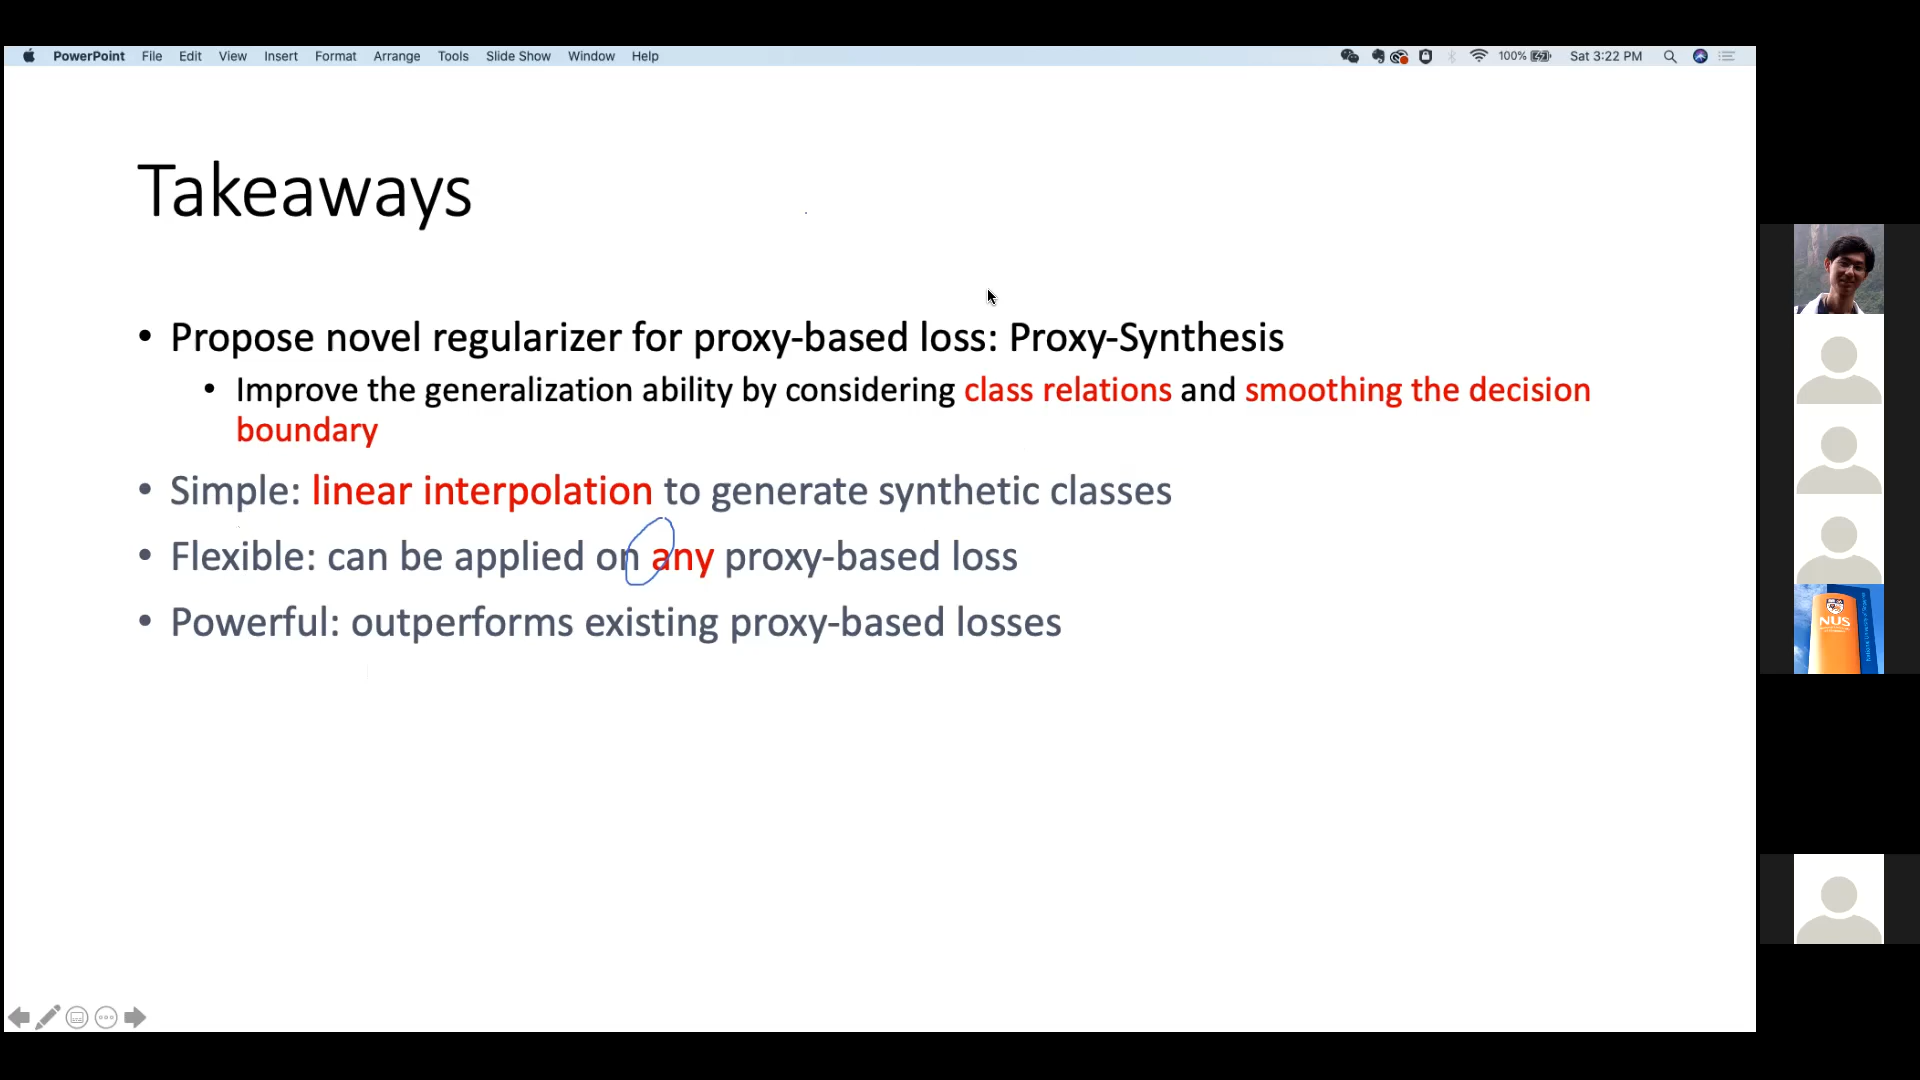 PowerPoint File Edit View Insert Format Arrange Tools Slide Show Window Help 100% Sat 3:22 PM
Takeaways
• Propose novel regularizer for proxy-based loss: Proxy-Synthesis
• Improve the generalization ability by considering class relations and smoothing the decision
boundary
• Simple: linear interpolation to generate synthetic classes
• Flexible: can be applied on any proxy-based loss
• Powerful: outperforms existing proxy-based losses
NUS